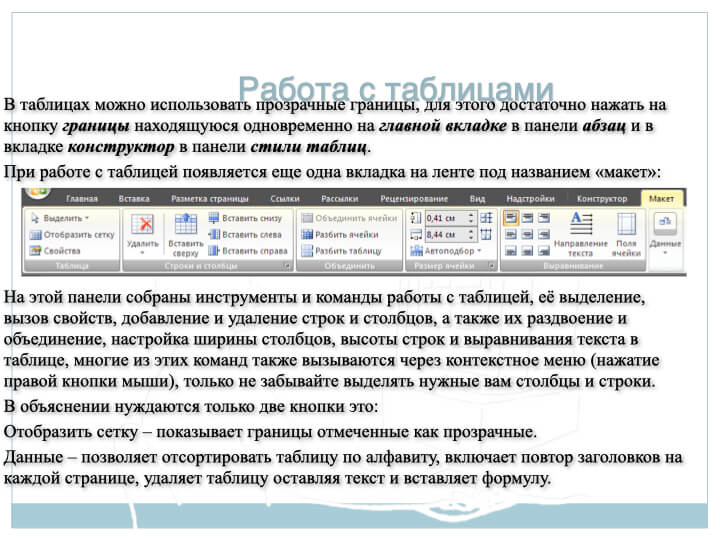 Работа с таблицами
В таблицах можно использовать прозрачные границы, для этого достаточно нажать на
кнопку границы находящуюся одновременно на главной вкладке в панели абзац и в
вкладке конструктор в панели стили таблиц.
При работе с таблицей появляется еще одна вкладка на ленте под названием «макет»:
Главная Вставка Разметка страницы Ссылки Рассылки Рецензирование Вид Надстройки Конструктор Макет
Выделить Удалить Вставить сверху Вставить снизу Объединить ячейки 0,41 см Направление текста Поля ячейки Данные
Отобразить сетку Вставить слева Разбить ячейки 8,44 см
Свойства Вставить справа Разбить таблицу Автоподбор
Таблица Строки и столбцы Объединить Размер ячейки Выравнивание
На этой панели собраны инструменты и команды работы с таблицей, её выделение,
вызов свойств, добавление и удаление строк и столбцов, а также их раздвоение и
объединение, настройка ширины столбцов, высоты строк и выравнивания текста в
таблице, многие из этих команд также вызываются через контекстное меню (нажатие
правой кнопки мыши), только не забывайте выделять нужные вам столбцы и строки.
В объяснении нуждаются только две кнопки это:
Отобразить сетку – показывает границы отмеченные как прозрачные.
Данные – позволяет отсортировать таблицу по алфавиту, включает повтор заголовков на
каждой странице, удаляет таблицу оставляя текст и вставляет формулу.